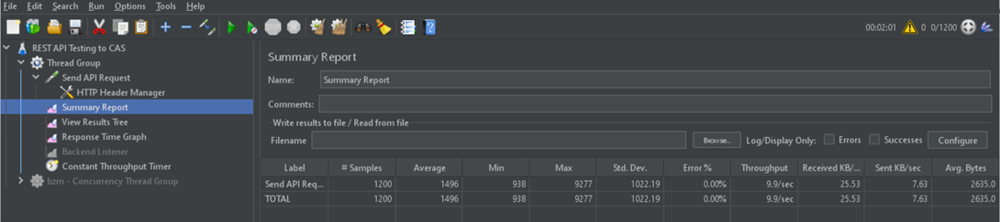 File Edit Search Run Options Tools Help
00:02:01 0 0/1200
REST API Testing to CAS
Thread Group
Send API Request
HTTP Header Manager
Summary Report
View Results Tree
Response Time Graph
Backend Listener
Constant Throughput Timer
bzm - Concurrency Thread Group
Summary Report
Name: Summary Report
Comments:
Write results to file / Read from file
Filename Browse... Log/Display Only: Errors Successes Configure
Label # Samples Average Min Max Std. Dev. Error % Throughput Received KB/... Sent KB/sec Avg. Bytes
Send API Req... 1200 1496 938 9277 1022.19 0.00% 9.9/sec 25.53 7.63 2635.0
TOTAL 1200 1496 938 9277 1022.19 0.00% 9.9/sec 25.53 7.63 2635.0